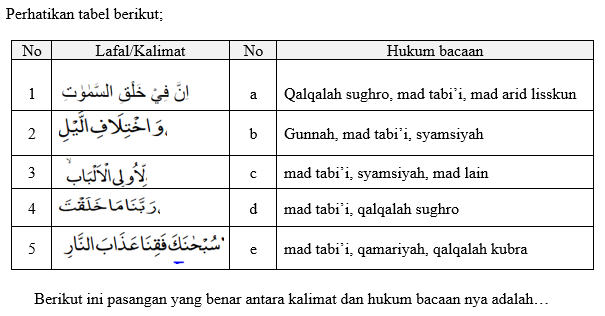 Perhatikan tabel berikut;
No Lafal/Kalimat No Hukum bacaan
1 اِنَّ فِيْ خَلْقِ السَّمٰوٰتِ a Qalqalah sughro, mad tabi’i, mad arid lisskun
2 وَاخْتِلَافِ الَّيْلِ b Gunnah, mad tabi’i, syamsiyah
3 لِّاُولِى الْاَلْبَابِۙ c mad tabi’i, syamsiyah, mad lain
4 رَبَّنَا مَا خَلَقْتَ d mad tabi’i, qalqalah sughro
5 سُبْحٰنَكَ فَقِنَا عَذَابَ النَّارِ e mad tabi’i, qamariyah, qalqalah kubra
Berikut ini pasangan yang benar antara kalimat dan hukum bacaan nya adalah…